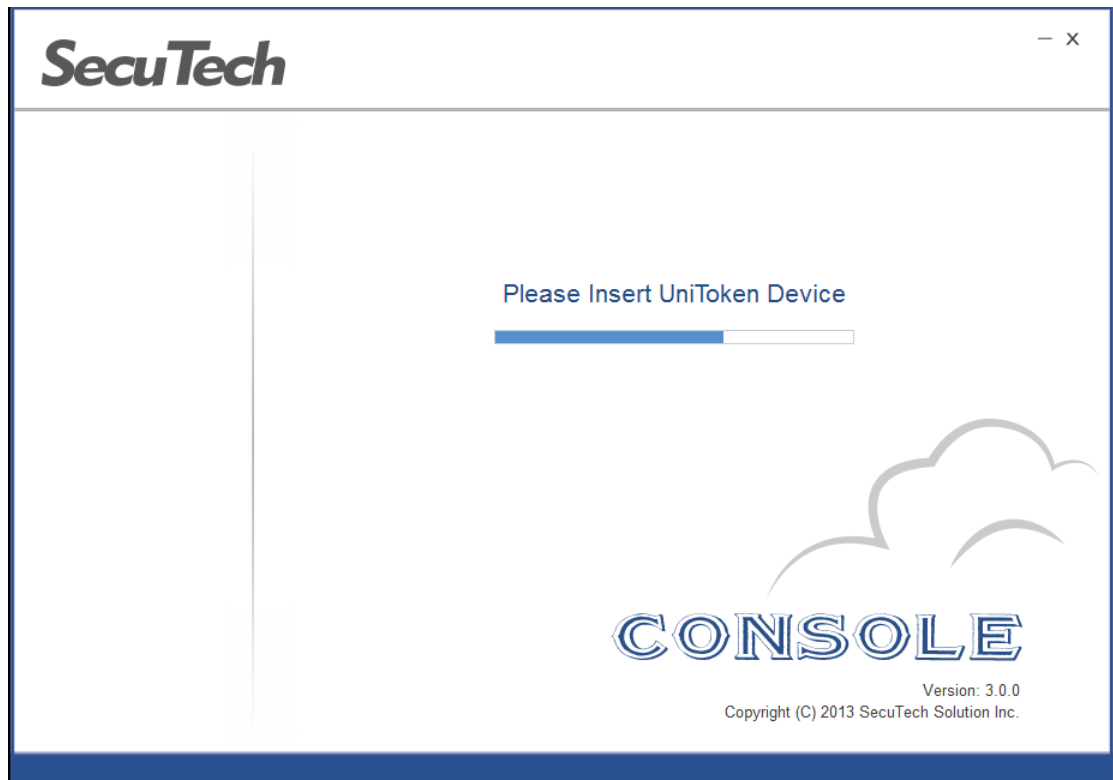 SecuTech
Please Insert UniToken Device
CONSOLE
Version: 3.0.0
Copyright (C) 2013 SecuTech Solution Inc.